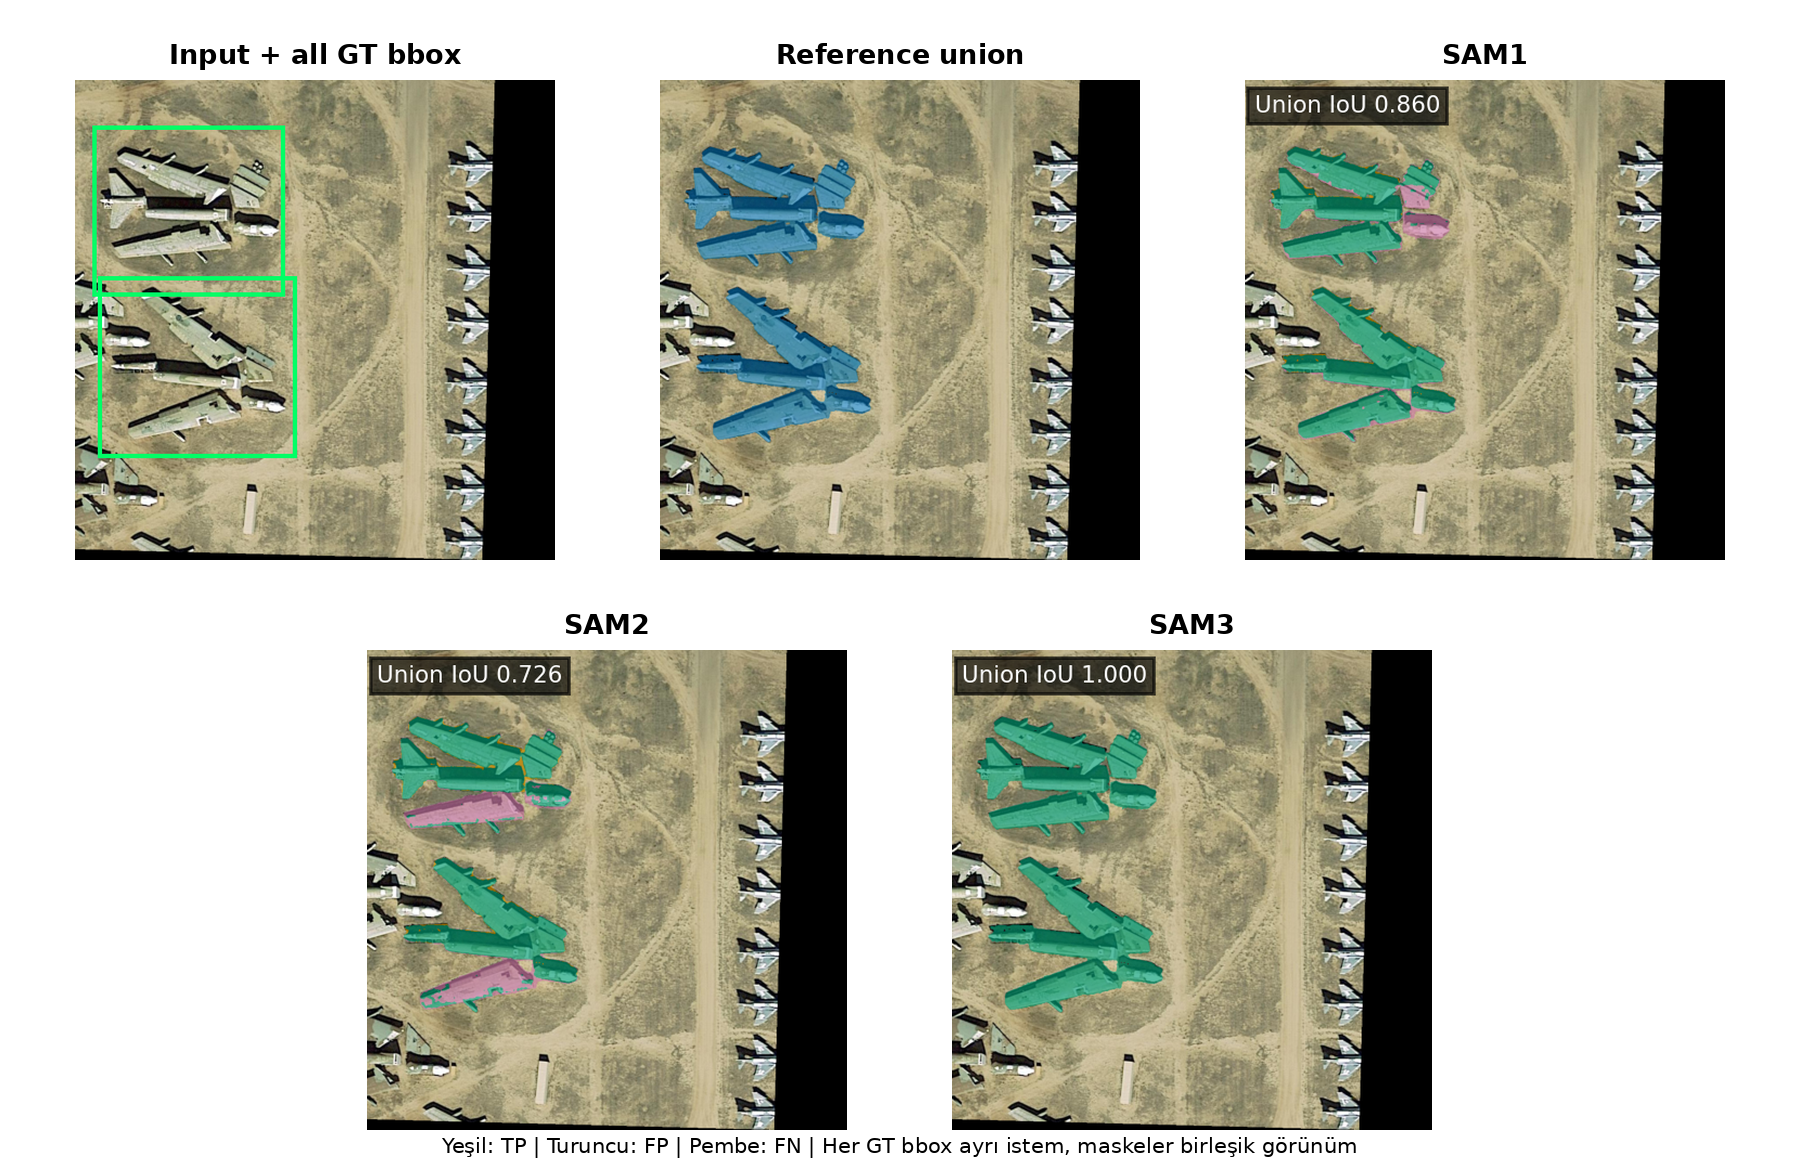 Input + all GT bbox
Reference union
SAM1
Union IoU 0.860
SAM2
SAM3
Union IoU 0.726
Union IoU 1.000
Yeşil: TP | Turuncu: FP | Pembe: FN | Her GT bbox ayrı istem, maskeler birleşik görünüm